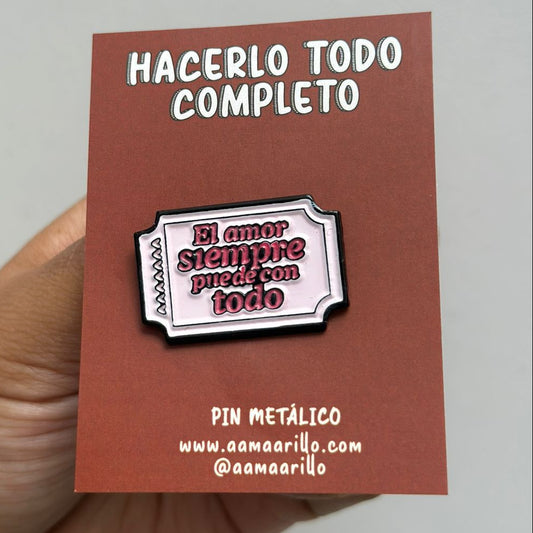 HACERLO TODO
COMPLETO
El amor
siempre
puede con
todo
PIN METÁLICO
www.aamaarillo.com
@aamaarillo